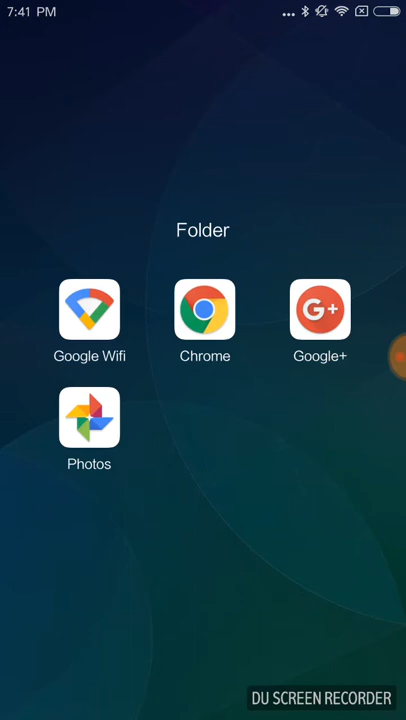 7:41 PM
Folder
Google Wifi
Chrome
G+
Google+
Photos
DU SCREEN RECORDER